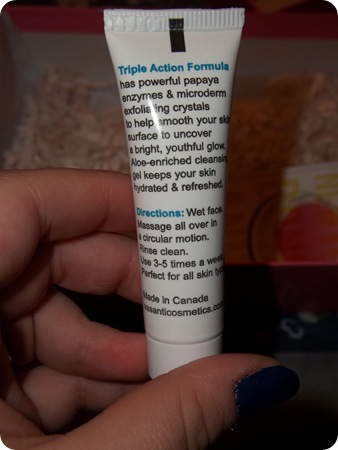 Triple Action Formula
has powerful papaya
enzymes & microderm
exfoliating crystals
to help smooth your skin
surface to uncover
a bright, youthful glow.
Aloe-enriched cleansing
gel keeps your skin
hydrated & refreshed.
Directions: Wet face.
Massage all over in
a circular motion.
Rinse clean.
Use 3-5 times a week.
Perfect for all skin
Made in Canada